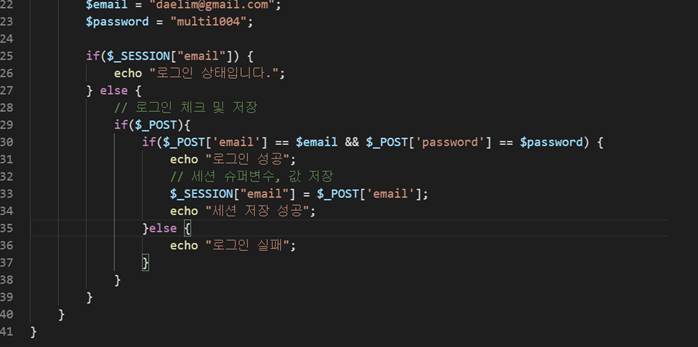 22 $email = "daelim@gmail.com";
23 $password = "multi1004";
24
25 if($_SESSION["email"]) {
26 echo "로그인 상태입니다.";
27 } else {
28 // 로그인 체크 및 저장
29 if($_POST){
30 if($_POST['email'] == $email && $_POST['password'] == $password) {
31 echo "로그인 성공";
32 // 세션 슈퍼변수, 값 저장
33 $_SESSION["email"] = $_POST['email'];
34 echo "세션 저장 성공";
35 }else {
36 echo "로그인 실패";
37 }
38 }
39 }
40 }
41 }